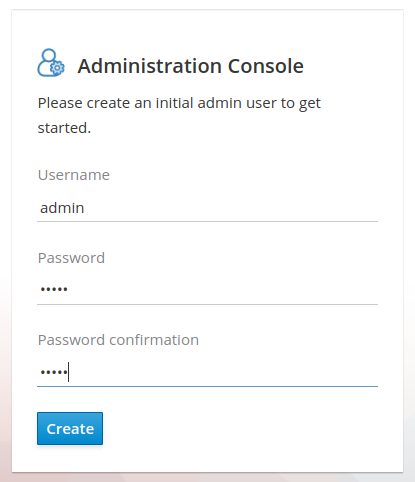 Administration Console
Please create an initial admin user to get
started.
Username
admin
Password
•••••
Password confirmation
•••••
Create